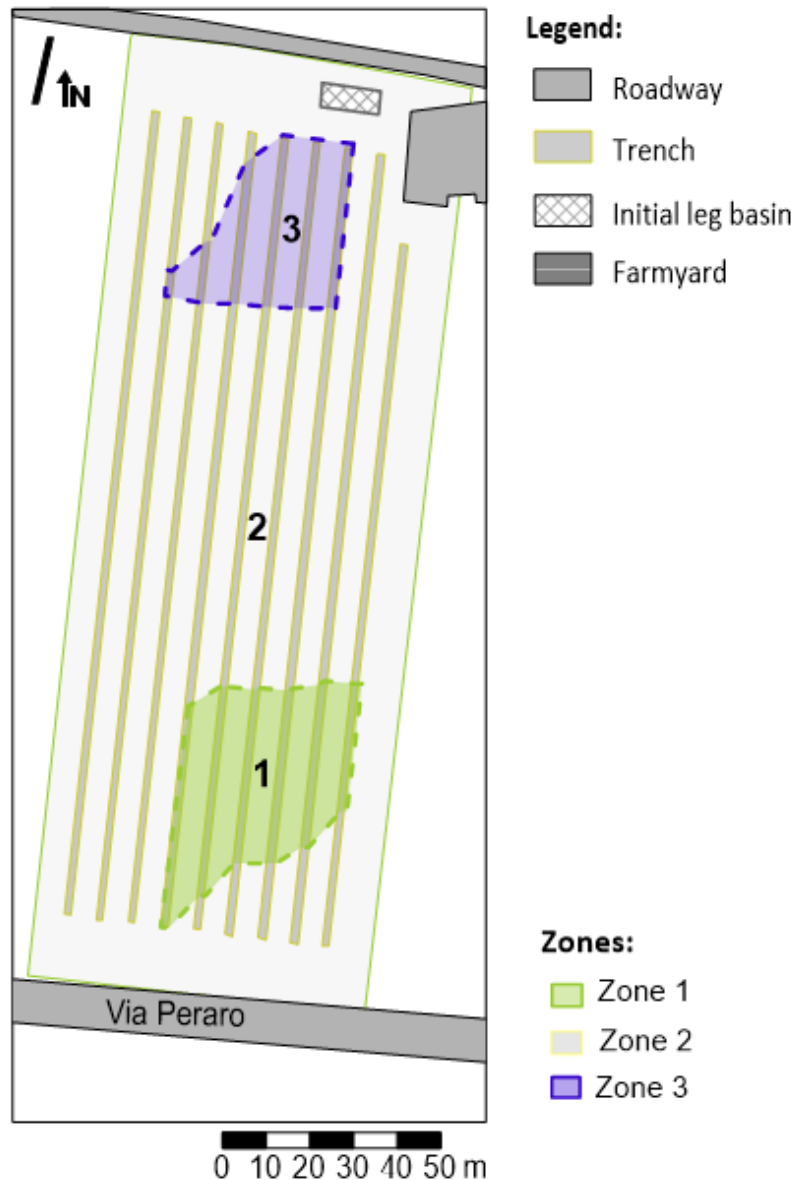 N
Legend:
Roadway
Trench
Initial leg basin
Farmyard
3
2
1
Via Peraro
Zones:
Zone 1
Zone 2
Zone 3
0 10 20 30 40 50 m